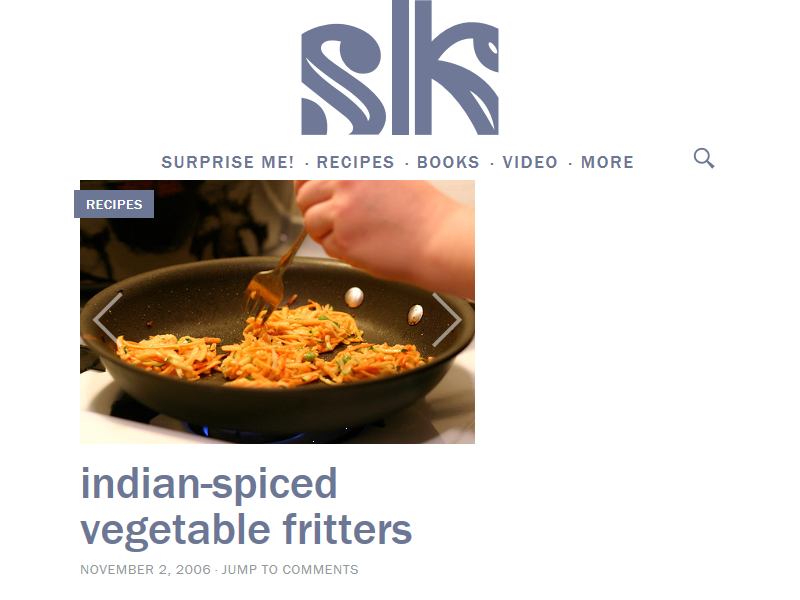 sk
SURPRISE ME! · RECIPES · BOOKS · VIDEO · MORE
RECIPES
indian-spiced
vegetable fritters
NOVEMBER 2, 2006 · JUMP TO COMMENTS